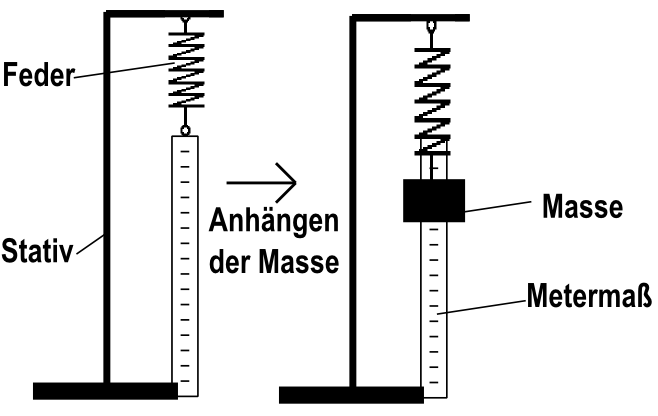 Feder
Stativ
Anhängen
der Masse
Masse
Metermaß